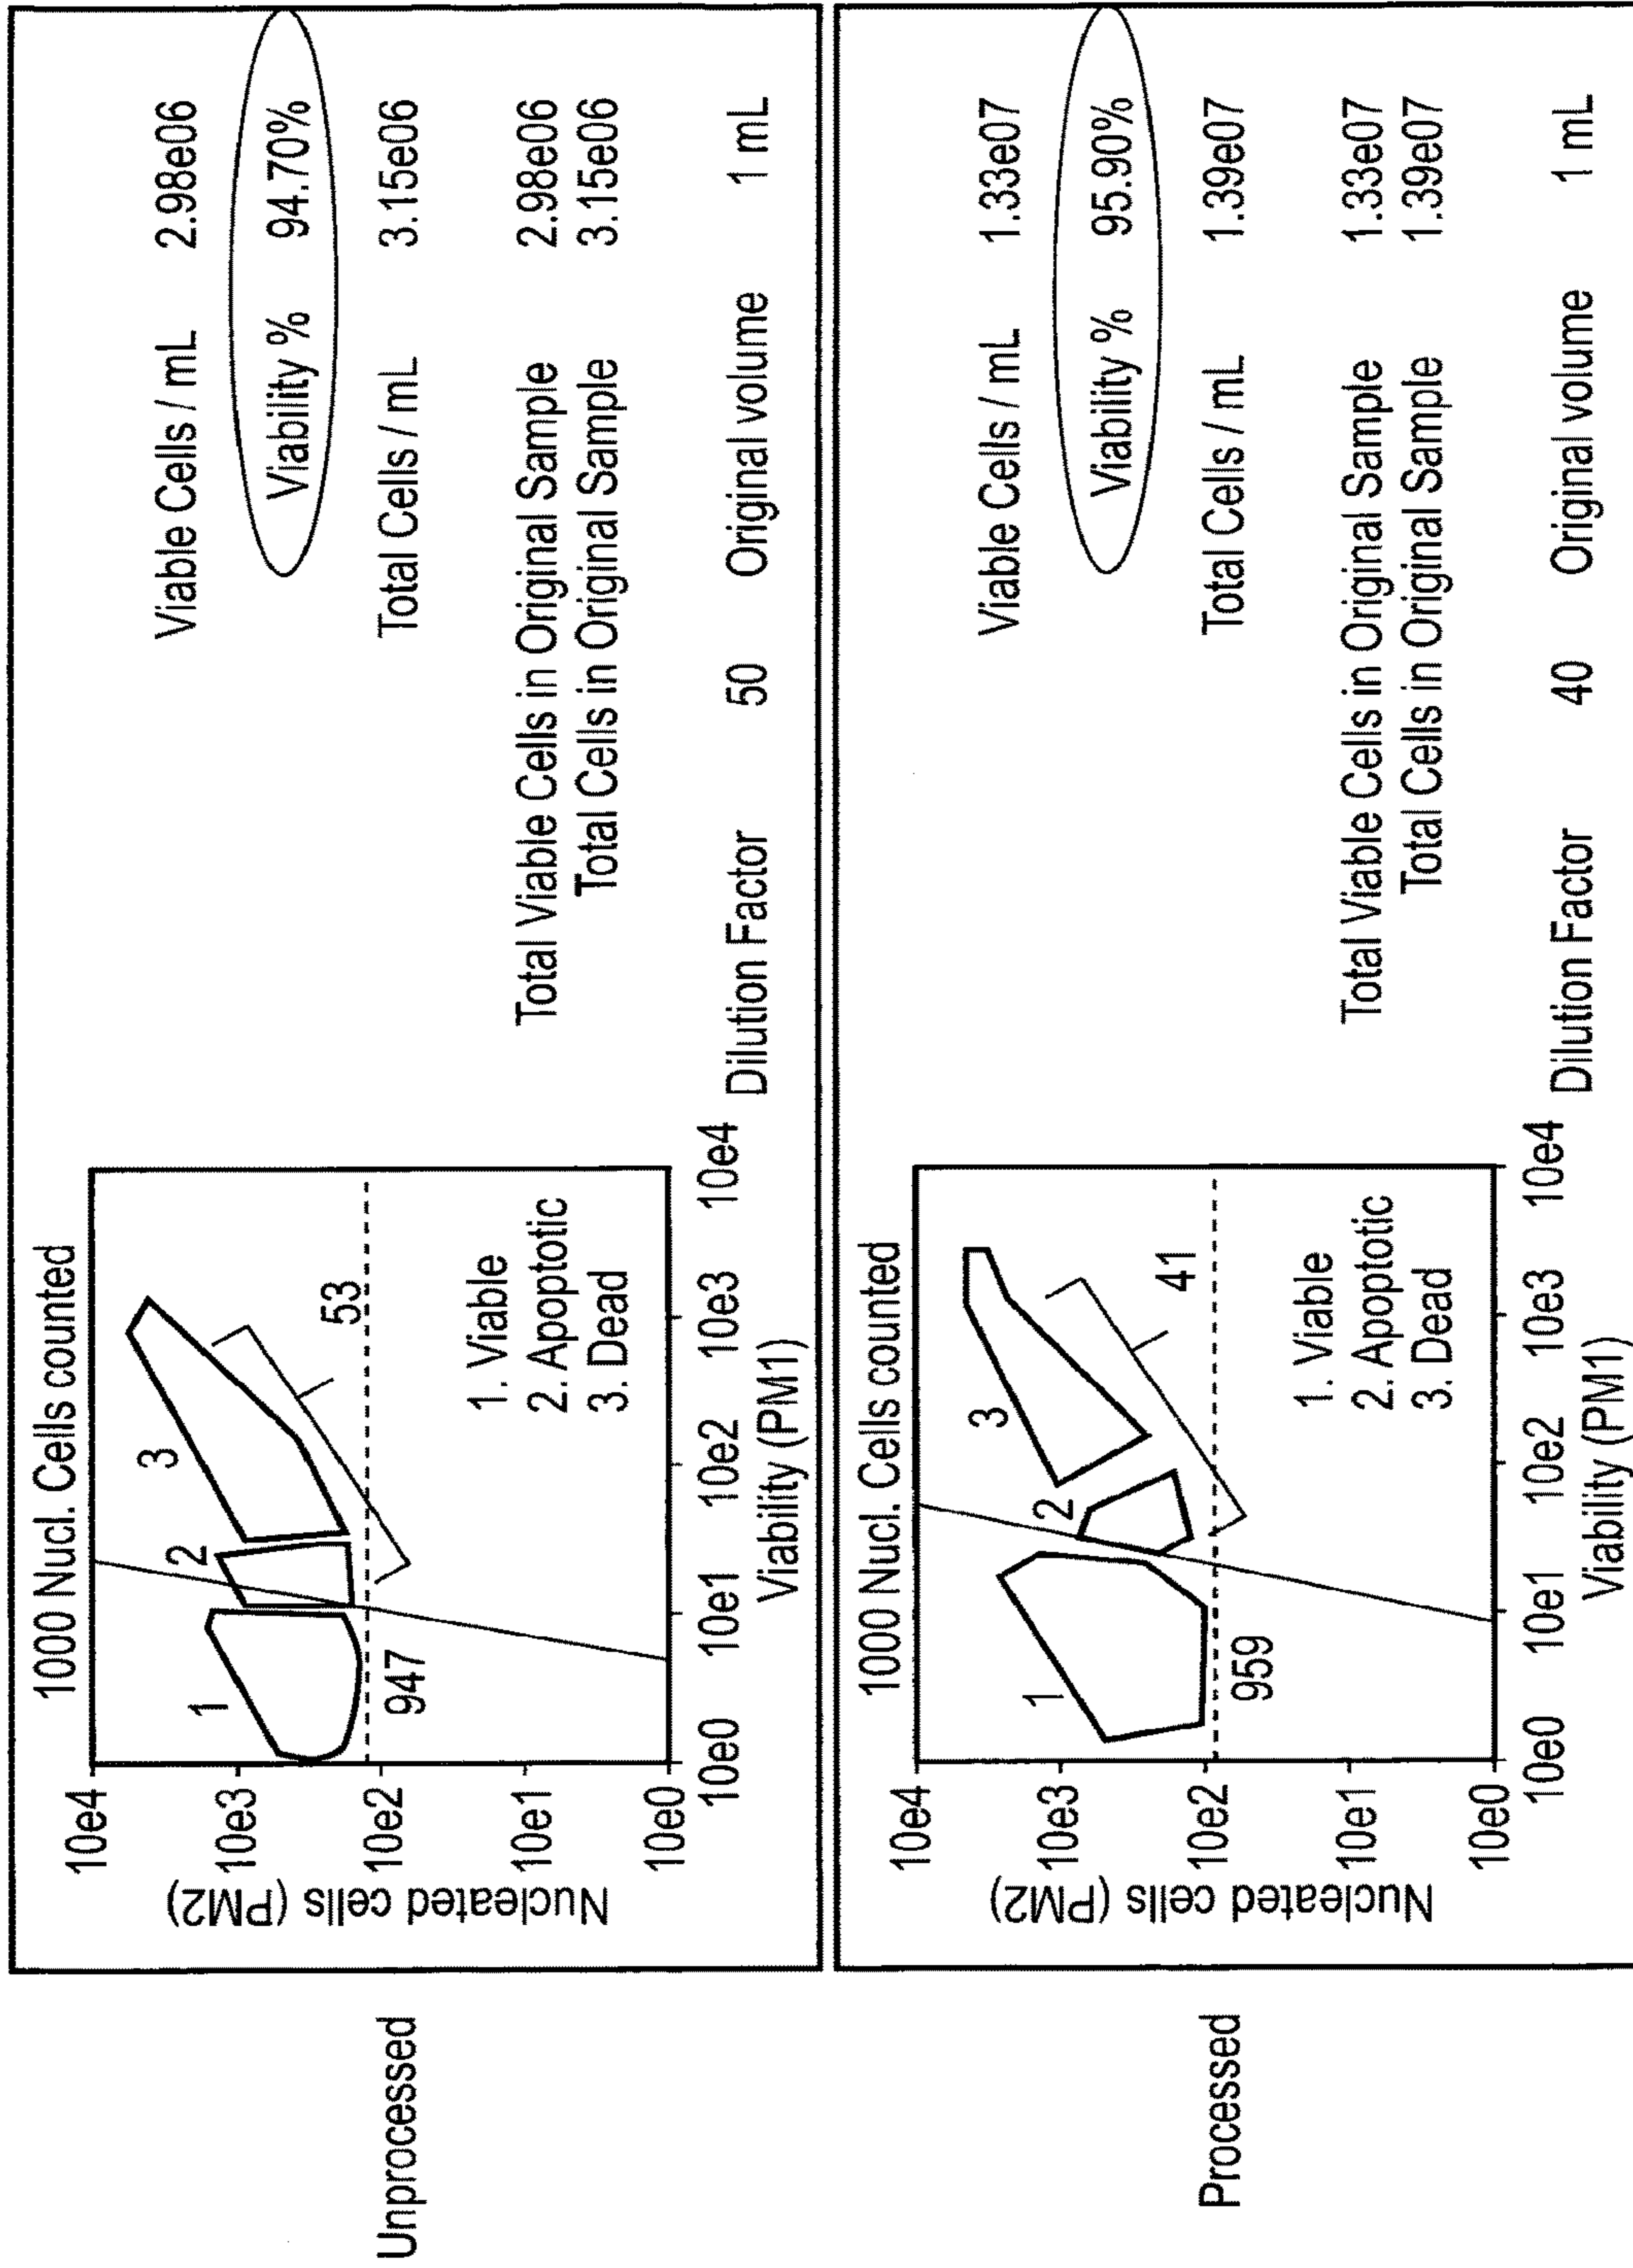 Unprocessed
1000 Nucl. Cells counted
Nucleated cells (PM2)
10e4
10e3
10e2
10e1
10e0
1
2
3
947
53
1. Viable
2. Apoptotic
3. Dead
10e0 10e1 10e2 10e3 10e4
Viability (PM1)
Viable Cells / mL 2.98e06
Viability % 94.70%
Total Cells / mL 3.15e06
Total Viable Cells in Original Sample 2.98e06
Total Cells in Original Sample 3.15e06
Dilution Factor 50 Original volume 1 mL
Processed
1000 Nucl. Cells counted
Nucleated cells (PM2)
10e4
10e3
10e2
10e1
10e0
1
2
3
959
41
1. Viable
2. Apoptotic
3. Dead
10e0 10e1 10e2 10e3 10e4
Viability (PM1)
Viable Cells / mL 1.33e07
Viability % 95.90%
Total Cells / mL 1.39e07
Total Viable Cells in Original Sample 1.33e07
Total Cells in Original Sample 1.39e07
Dilution Factor 40 Original volume 1 mL